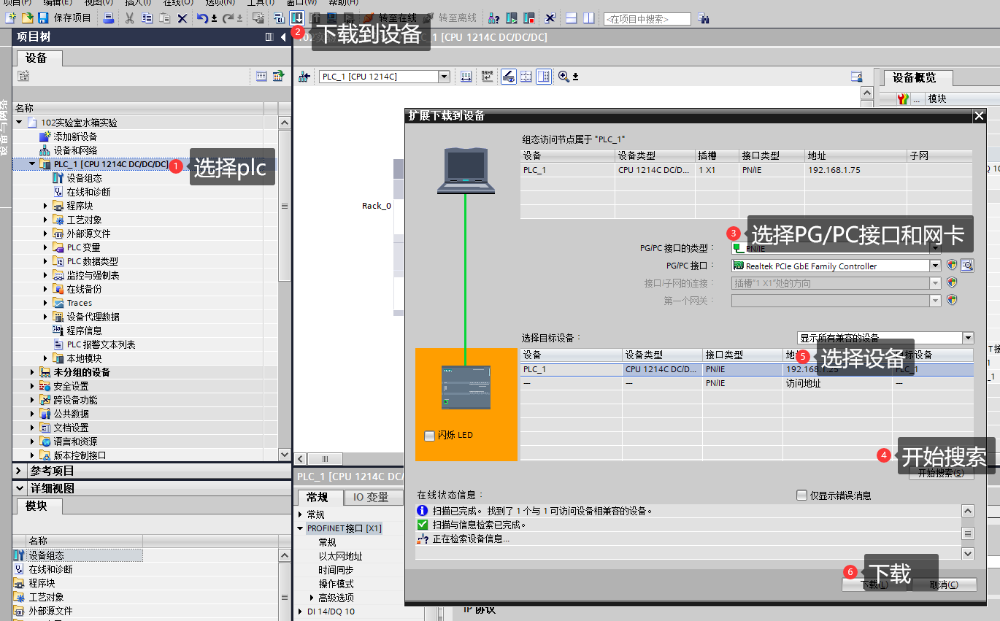 项目(P) 编辑(E) 视图(V) 插入(I) 在线(O) 选项(N) 工具(T) 窗口(W) 帮助(H)
保存项目
转至在线
转至离线
<在项目中搜索>
项目树
2
下载到设备
_1 [CPU 1214C DC/DC/DC]
设备
设备与网络
PLC_1 [CPU 1214C]
设备概览
...
模块
名称
102实验室水箱实验
添加新设备
设备和网络
PLC_1 [CPU 1214C DC/DC/DC]
1
选择plc
设备组态
在线和诊断
程序块
工艺对象
外部源文件
PLC 变量
PLC 数据类型
监控与强制表
在线备份
Traces
设备代理数据
程序信息
PLC 报警文本列表
本地模块
未分组的设备
安全设置
跨设备功能
公共数据
文档设置
语言和资源
版本控制接口
参考项目
详细视图
模块
名称
设备组态
在线和诊断
程序块
工艺对象
外部源文件
Rack_0
PLC_1 [CPU 1214C DC/
常规
IO 变量
常规
PROFINET接口 [X1]
常规
以太网地址
时间同步
操作模式
高级选项
DI 14/DQ 10
IP 协议
扩展下载到设备
组态访问节点属于 "PLC_1"
设备 设备类型 插槽 接口类型 地址 子网
PLC_1 CPU 1214C DC/D... 1 X1 PN/IE 192.168.1.75
3
选择PG/PC接口和网卡
PG/PC 接口的类型：
PN/IE
PG/PC 接口：
Realtek PCIe GbE Family Controller
接口/子网的连接：
插槽"1 X1"处的方向
第一个网关：
选择目标设备：
显示所有兼容的设备
设备 设备类型 接口类型 地 标设备
5
选择设备
PLC_1 CPU 1214C DC/D... PN/IE 192.168.1.25 PLC_1
— — PN/IE 访问地址 —
闪烁 LED
4
开始搜索
开始搜索(S)
在线状态信息：
仅显示错误消息
扫描已完成。找到了 1 个与 1 可访问设备相兼容的设备。
扫描与信息检索已完成。
正在检索设备信息...
6
下载
下载(L)
取消(C)